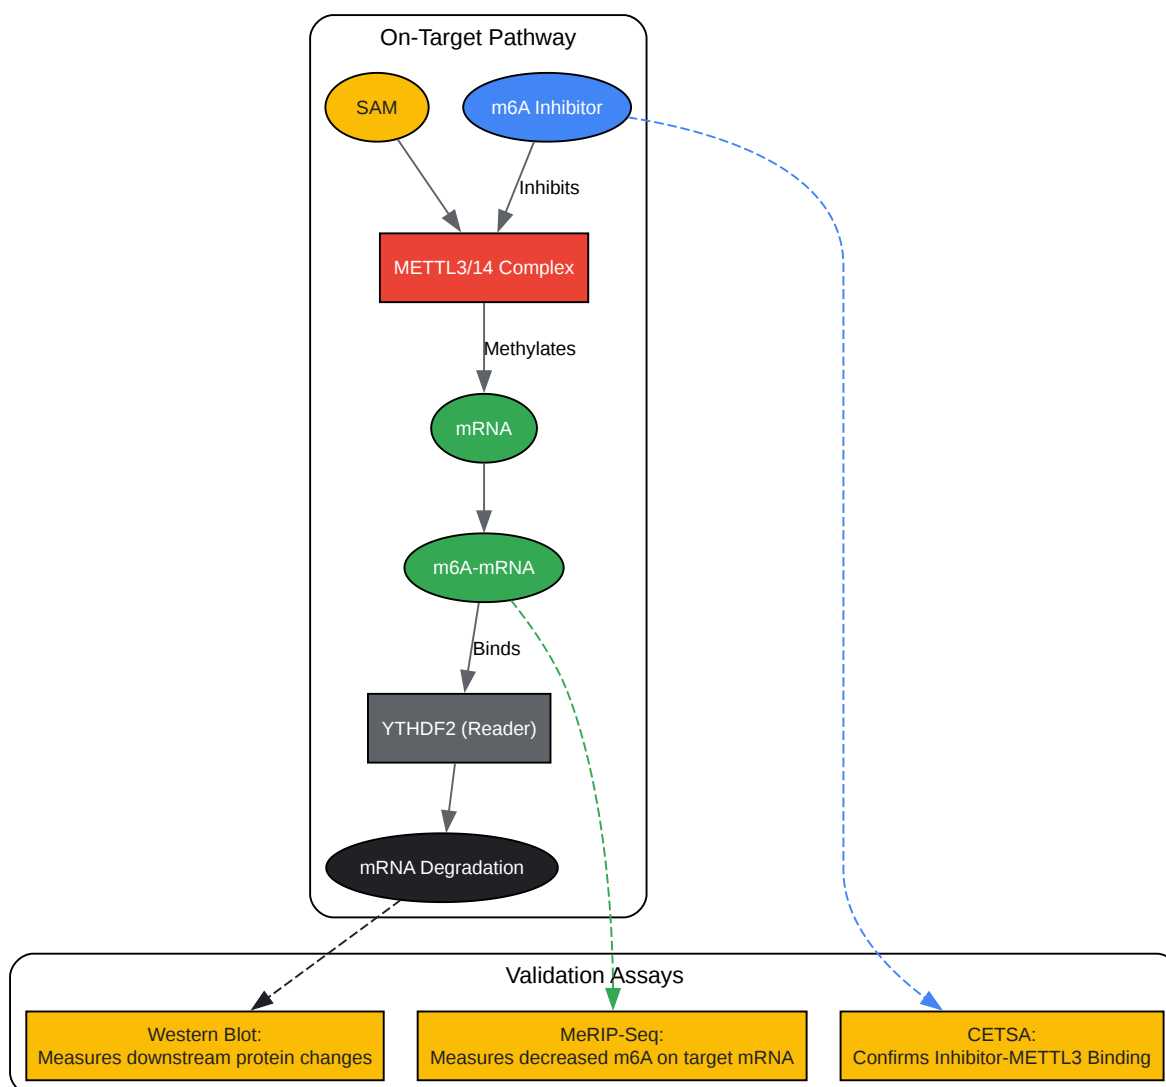 On-Target Pathway
SAM
m6A Inhibitor
Inhibits
METTL3/14 Complex
Methylates
mRNA
m6A-mRNA
Binds
YTHDF2 (Reader)
mRNA Degradation
Validation Assays
Western Blot:
Measures downstream protein changes
MeRIP-Seq:
Measures decreased m6A on target mRNA
CETSA:
Confirms Inhibitor-METTL3 Binding